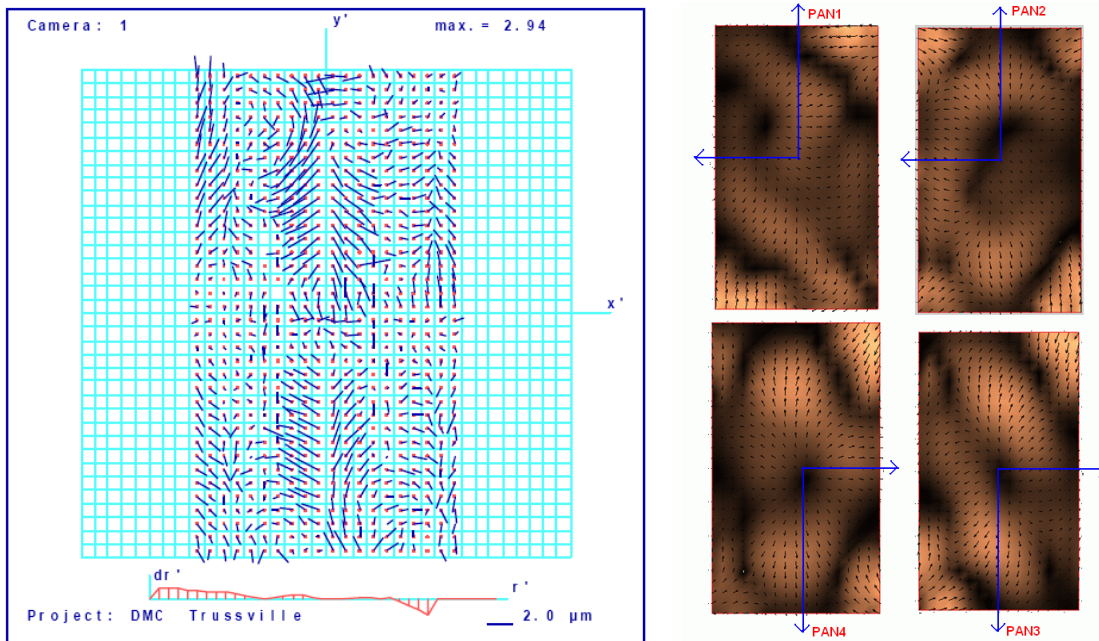 Camera: 1
y'
max. = 2.94
x'
dr'
r'
Project: DMC Trussville
2.0 µm
PAN1
PAN2
PAN4
PAN3